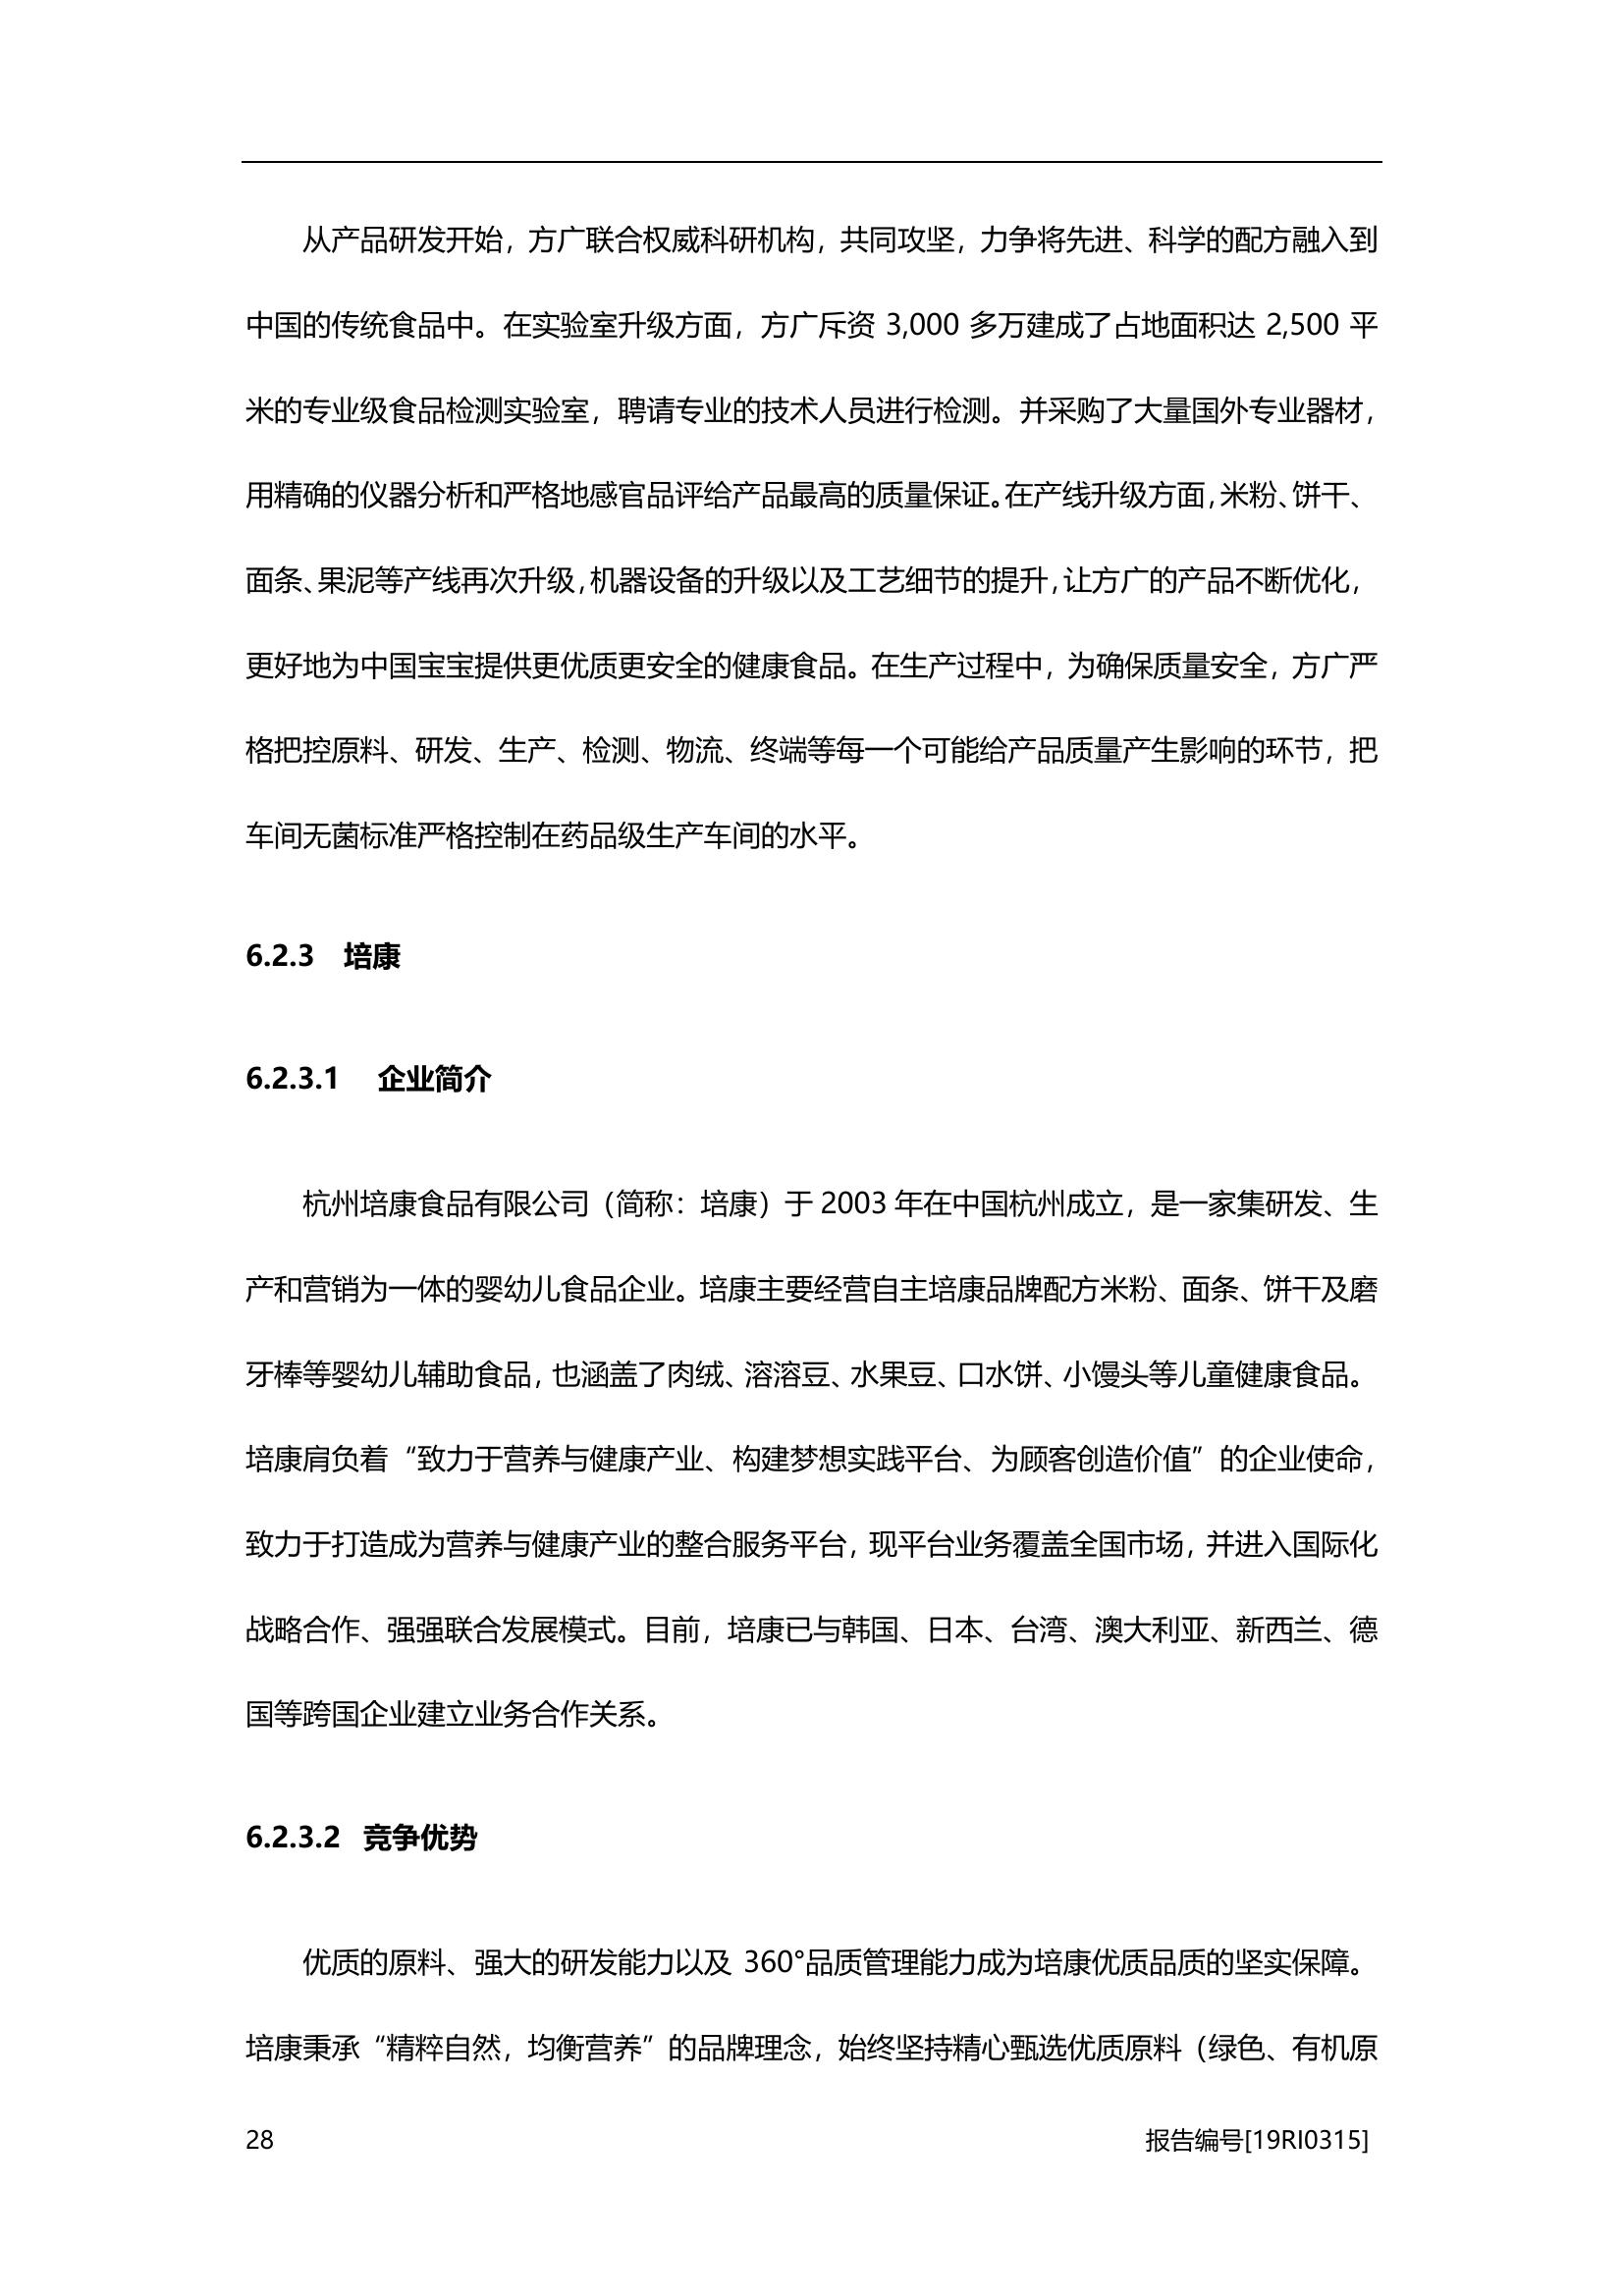 从产品研发开始，方广联合权威科研机构，共同攻坚，力争将先进、科学的配方融入到
中国的传统食品中。在实验室升级方面，方广斥资 3,000 多万建成了占地面积达 2,500 平
米的专业级食品检测实验室，聘请专业的技术人员进行检测。并采购了大量国外专业器材，
用精确的仪器分析和严格地感官品评给产品最高的质量保证。在产线升级方面，米粉、饼干、
面条、果泥等产线再次升级，机器设备的升级以及工艺细节的提升，让方广的产品不断优化，
更好地为中国宝宝提供更优质更安全的健康食品。在生产过程中，为确保质量安全，方广严
格把控原料、研发、生产、检测、物流、终端等每一个可能给产品质量产生影响的环节，把
车间无菌标准严格控制在药品级生产车间的水平。
6.2.3 培康
6.2.3.1 企业简介
杭州培康食品有限公司（简称：培康）于 2003 年在中国杭州成立，是一家集研发、生
产和营销为一体的婴幼儿食品企业。培康主要经营自主培康品牌配方米粉、面条、饼干及磨
牙棒等婴幼儿辅助食品，也涵盖了肉绒、溶溶豆、水果豆、口水饼、小馒头等儿童健康食品。
培康肩负着“致力于营养与健康产业、构建梦想实践平台、为顾客创造价值”的企业使命，
致力于打造成为营养与健康产业的整合服务平台，现平台业务覆盖全国市场，并进入国际化
战略合作、强强联合发展模式。目前，培康已与韩国、日本、台湾、澳大利亚、新西兰、德
国等跨国企业建立业务合作关系。
6.2.3.2 竞争优势
优质的原料、强大的研发能力以及 360°品质管理能力成为培康优质品质的坚实保障。
培康秉承“精粹自然，均衡营养”的品牌理念，始终坚持精心甄选优质原料（绿色、有机原
28 报告编号[19RI0315]